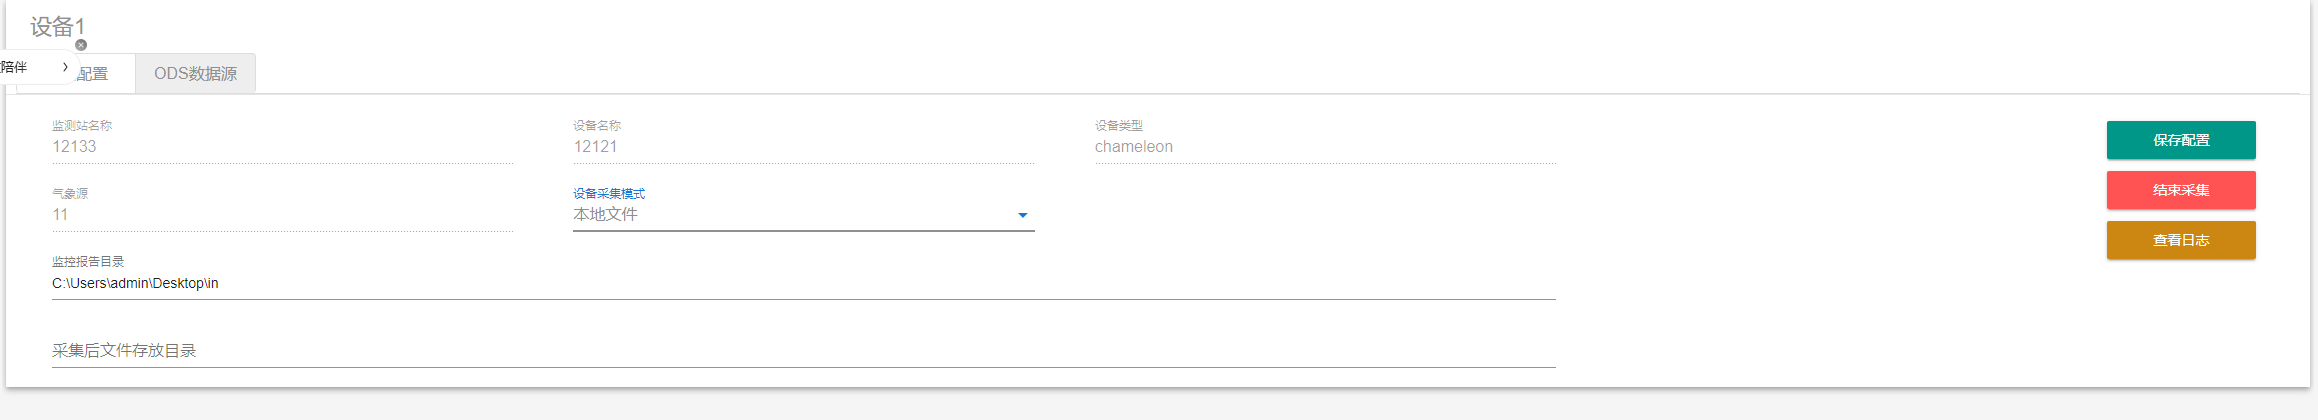 设备1
陪伴
配置
ODS数据源
监测站名称
12133
设备名称
12121
设备类型
chameleon
保存配置
气象源
11
设备采集模式
本地文件
结束采集
查看日志
监控报告目录
C:\Users\admin\Desktop\in
采集后文件存放目录